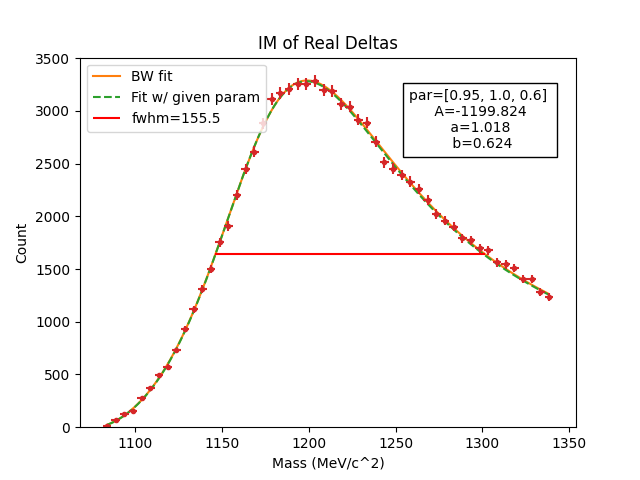 IM of Real Deltas
BW fit
Fit w/ given param
fwhm=155.5
par=[0.95, 1.0, 0.6]
A=-1199.824
a=1.018
b=0.624
3500
3000
2500
2000
1500
1000
500
0
Count
1100 1150 1200 1250 1300 1350
Mass (MeV/c^2)